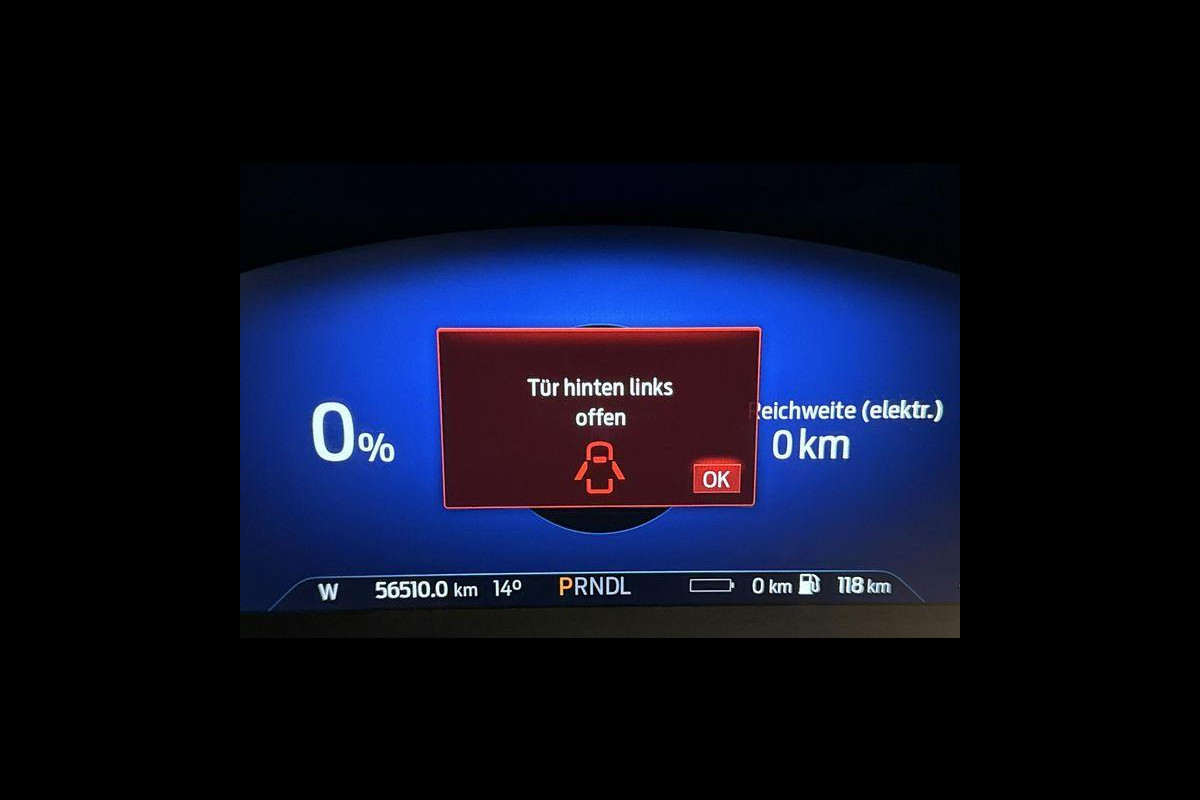 Tür hinten links
offen
OK
0%
Reichweite (elektr.)
0 km
W 56510.0 km 14° PRNDL 0 km 118 km